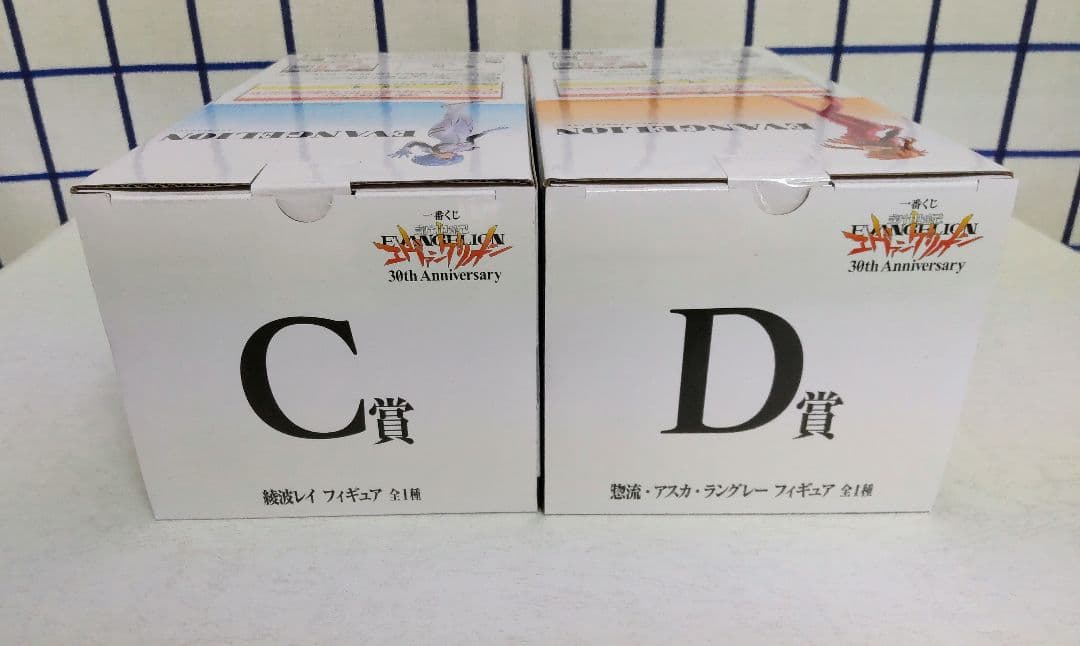 EVANGELION
一番くじ
EVANGELION
エヴァンゲリオン
30th Anniversary
C賞
綾波レイ フィギュア 全1種
EVANGELION
一番くじ
EVANGELION
エヴァンゲリオン
30th Anniversary
D賞
惣流・アスカ・ラングレー フィギュア 全1種